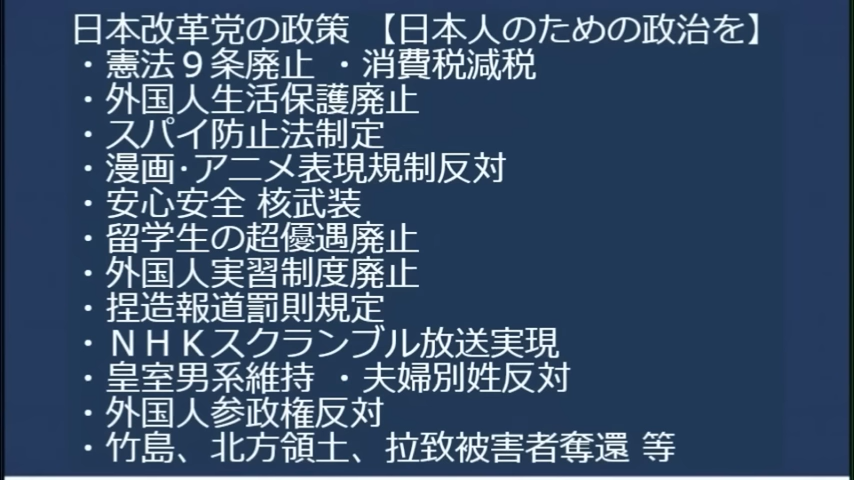 日本改革党の政策 【日本人のための政治を】
・憲法９条廃止 ・消費税減税
・外国人生活保護廃止
・スパイ防止法制定
・漫画･アニメ表現規制反対
・安心安全 核武装
・留学生の超優遇廃止
・外国人実習制度廃止
・捏造報道罰則規定
・ＮＨＫスクランブル放送実現
・皇室男系維持 ・夫婦別姓反対
・外国人参政権反対
・竹島、北方領土、拉致被害者奪還 等